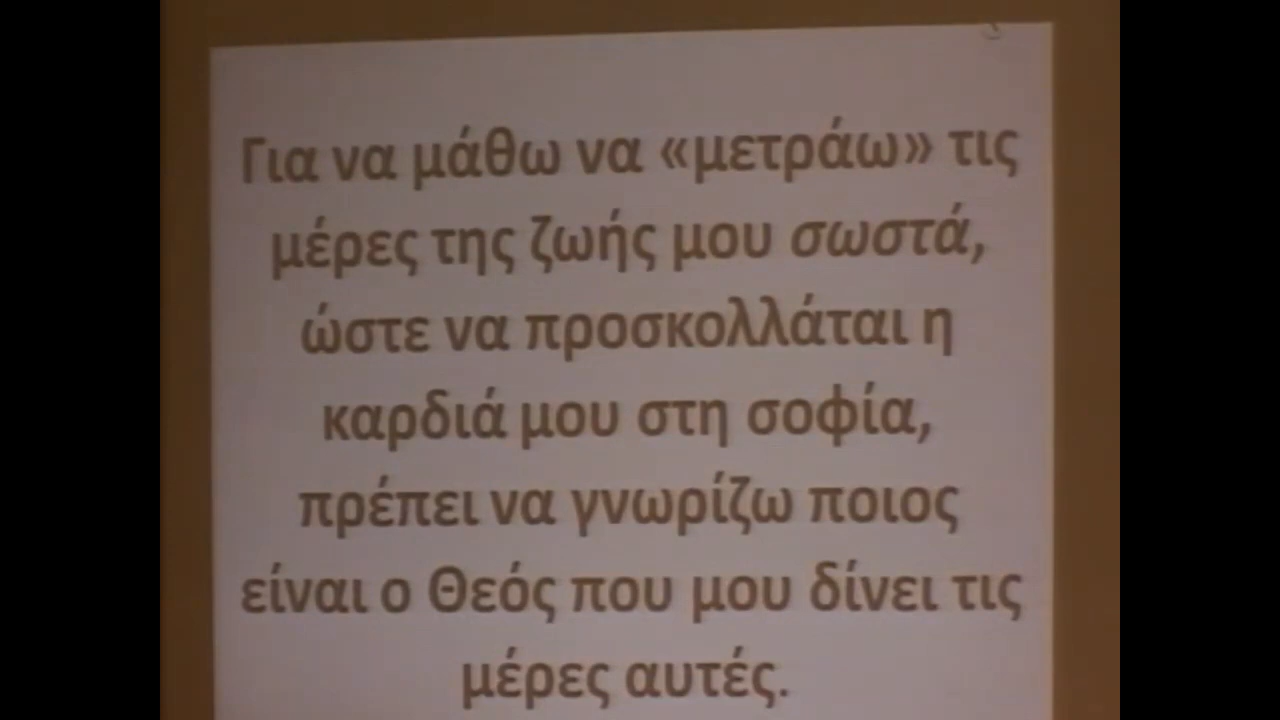 Για να μάθω να «μετράω» τις
μέρες της ζωής μου σωστά,
ώστε να προσκολλάται η
καρδιά μου στη σοφία,
πρέπει να γνωρίζω ποιος
είναι ο Θεός που μου δίνει τις
μέρες αυτές.